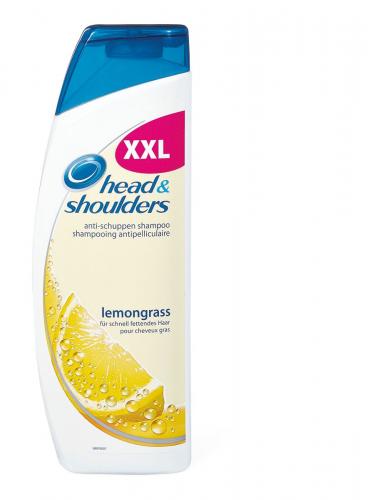 XXL
head&
shoulders
anti-schuppen shampoo
shampooing antipelliculaire
lemongrass
für schnell fettendes Haar
pour cheveux gras